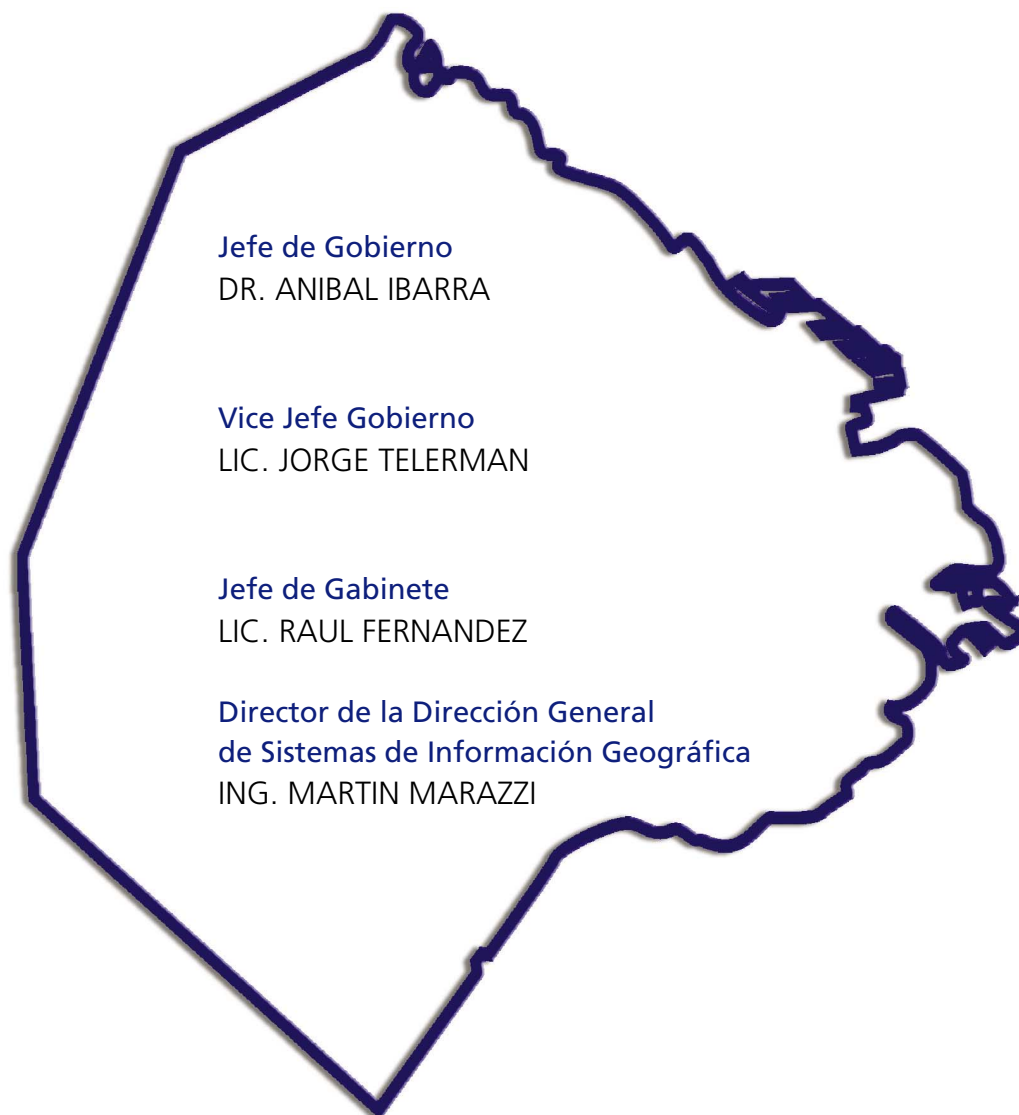 Jefe de Gobierno
DR. ANIBAL IBARRA
Vice Jefe Gobierno
LIC. JORGE TELERMAN
Jefe de Gabinete
LIC. RAUL FERNANDEZ
Director de la Dirección General
de Sistemas de Información Geográfica
ING. MARTIN MARAZZI